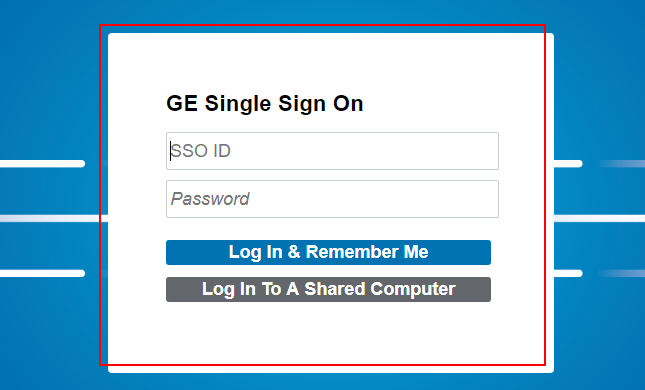 GE Single Sign On
SSO ID
Password
Log In & Remember Me
Log In To A Shared Computer